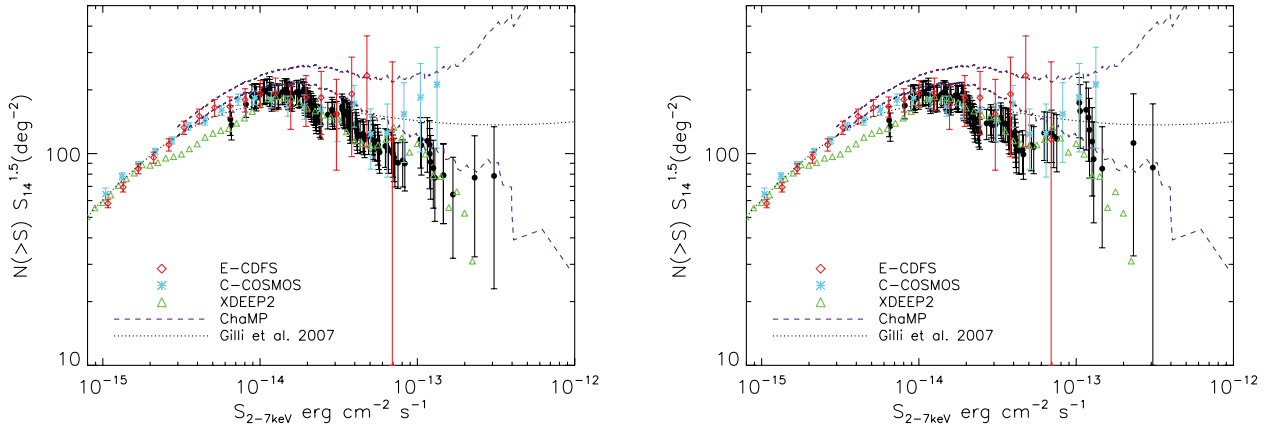 N(>S) S₁₄^1.5(deg⁻²)
100
10
E-CDFS
C-COSMOS
XDEEP2
ChaMP
Gilli et al. 2007
10⁻¹⁵ 10⁻¹⁴ 10⁻¹³ 10⁻¹²
S₂₋₇keV erg cm⁻² s⁻¹
N(>S) S₁₄^1.5(deg⁻²)
100
10
E-CDFS
C-COSMOS
XDEEP2
ChaMP
Gilli et al. 2007
10⁻¹⁵ 10⁻¹⁴ 10⁻¹³ 10⁻¹²
S₂₋₇keV erg cm⁻² s⁻¹